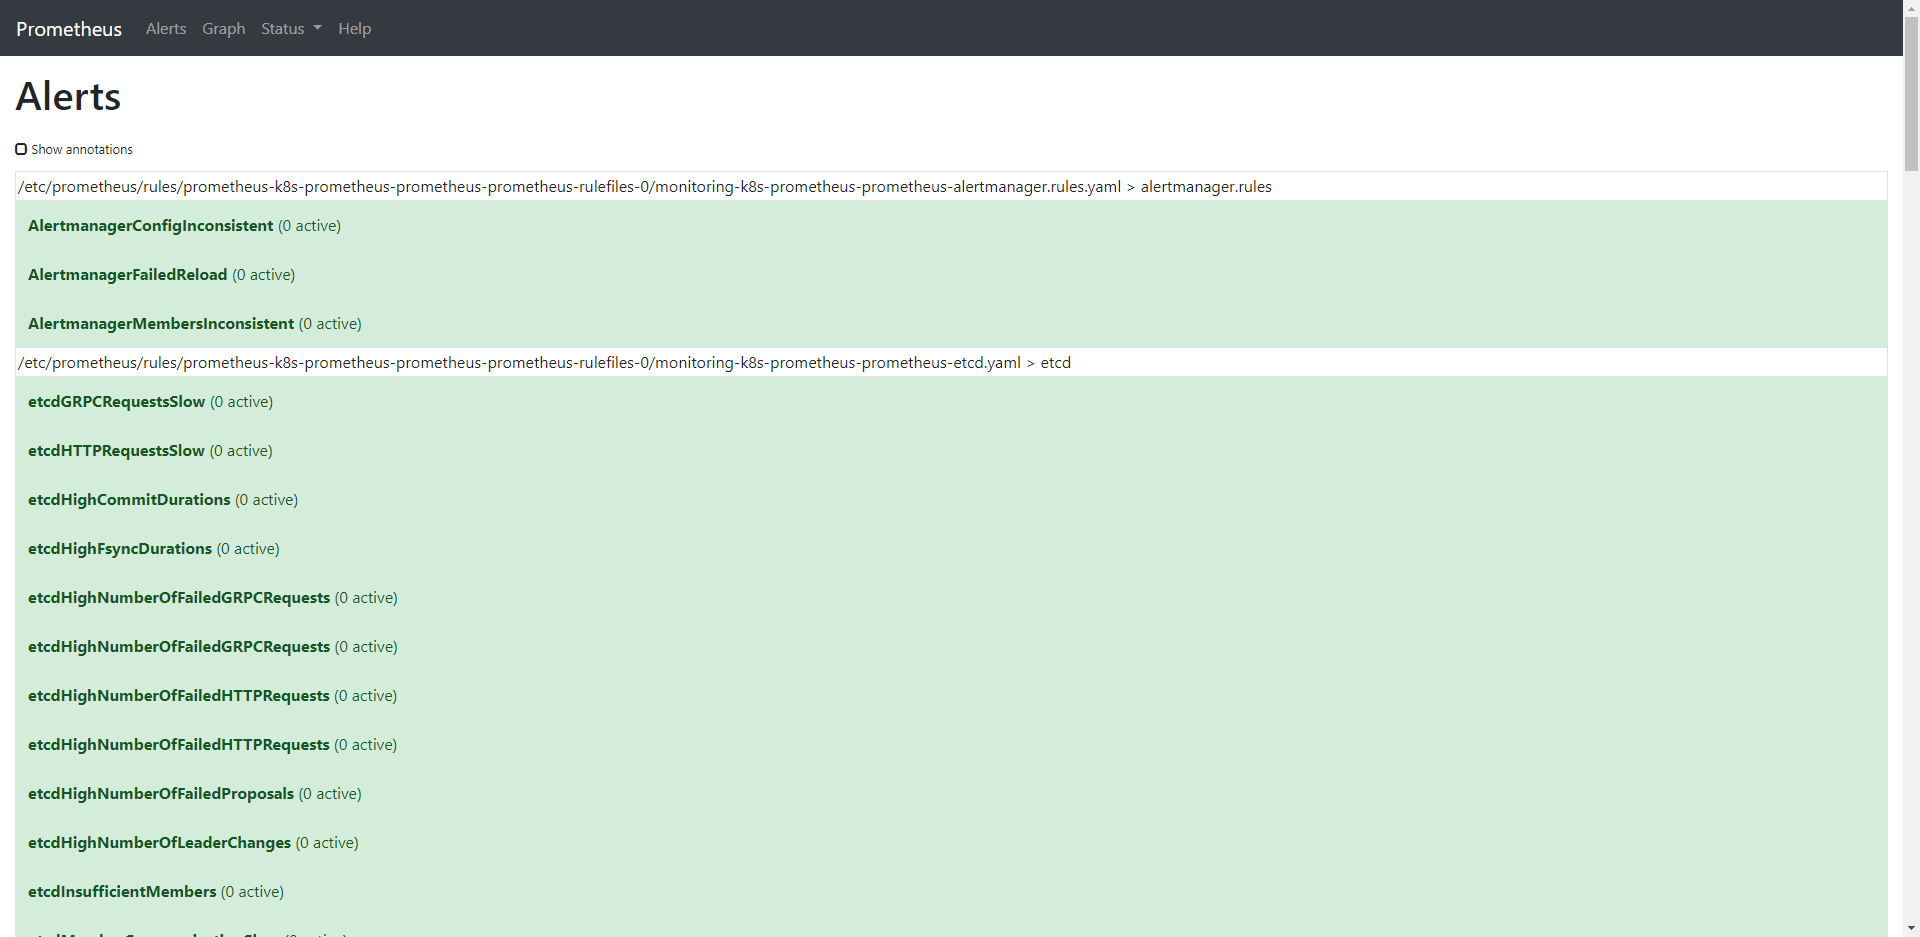 Prometheus Alerts Graph Status Help
Alerts
Show annotations
/etc/prometheus/rules/prometheus-k8s-prometheus-prometheus-prometheus-rulefiles-0/monitoring-k8s-prometheus-prometheus-alertmanager.rules.yaml > alertmanager.rules
AlertmanagerConfigInconsistent (0 active)
AlertmanagerFailedReload (0 active)
AlertmanagerMembersInconsistent (0 active)
/etc/prometheus/rules/prometheus-k8s-prometheus-prometheus-prometheus-rulefiles-0/monitoring-k8s-prometheus-prometheus-etcd.yaml > etcd
etcdGRPCRequestsSlow (0 active)
etcdHTTPRequestsSlow (0 active)
etcdHighCommitDurations (0 active)
etcdHighFsyncDurations (0 active)
etcdHighNumberOfFailedGRPCRequests (0 active)
etcdHighNumberOfFailedGRPCRequests (0 active)
etcdHighNumberOfFailedHTTPRequests (0 active)
etcdHighNumberOfFailedHTTPRequests (0 active)
etcdHighNumberOfFailedProposals (0 active)
etcdHighNumberOfLeaderChanges (0 active)
etcdInsufficientMembers (0 active)